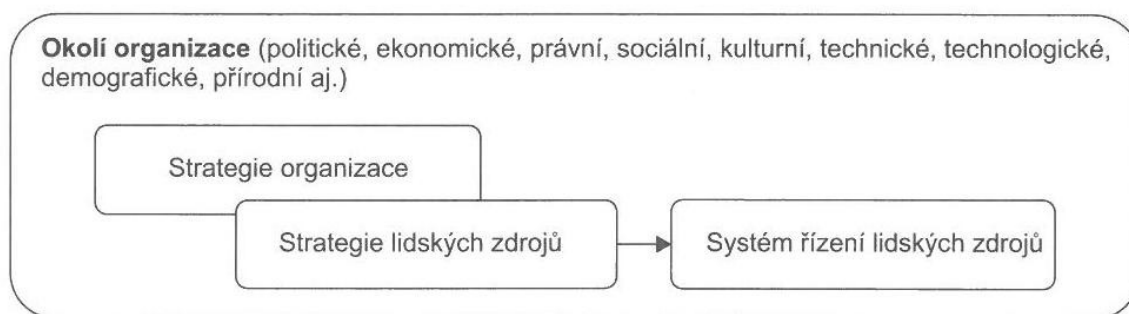 Okolí organizace (politické, ekonomické, právní, sociální, kulturní, technické, technologické,
demografické, přírodní aj.)
Strategie organizace
Strategie lidských zdrojů
Systém řízení lidských zdrojů